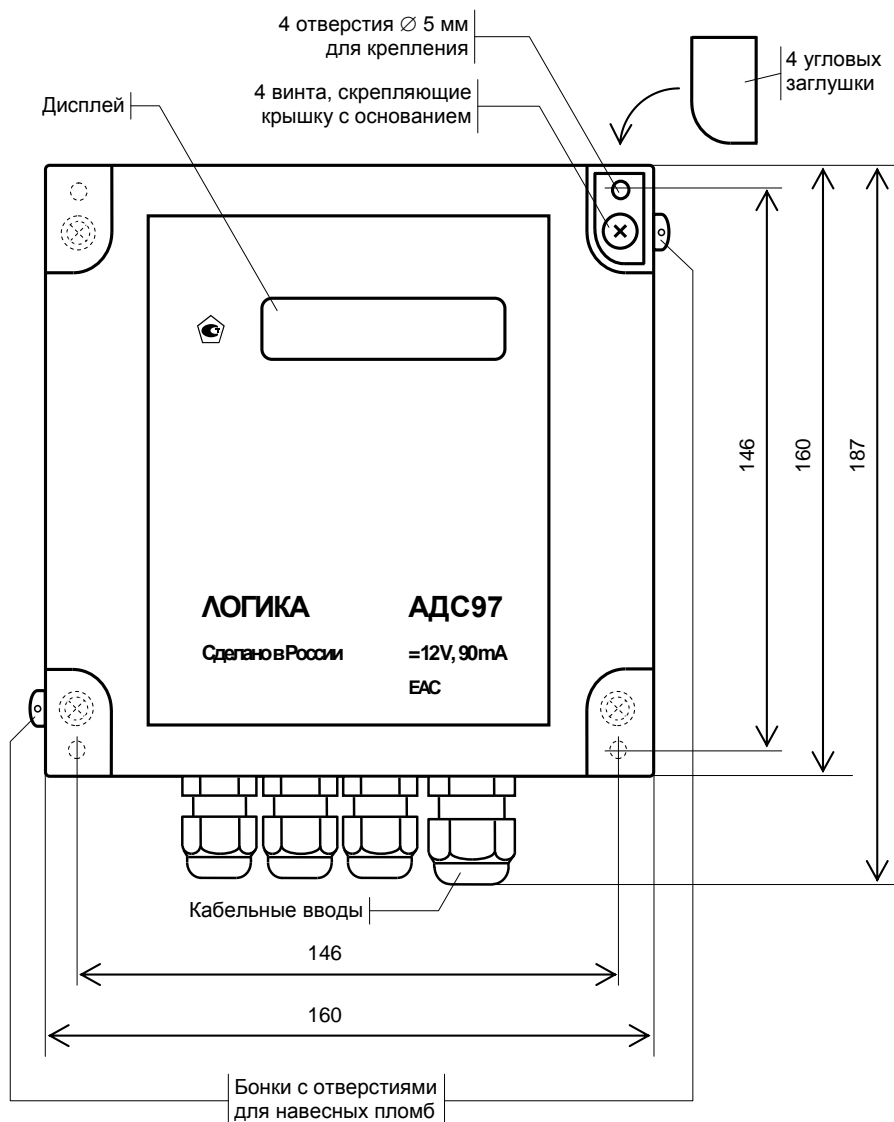 4 отверстия ∅ 5 мм
для крепления
4 угловых
заглушки
Дисплей
4 винта, скрепляющие
крышку с основанием
146
160
187
ЛОГИКА
АДС97
Сделано в России
=12V, 90mA
EAC
Кабельные вводы
146
160
Бонки с отверстиями
для навесных пломб